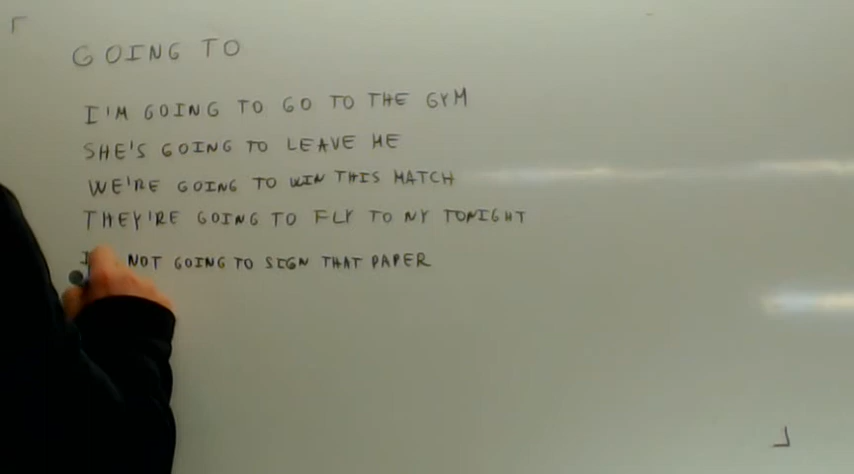 GOING TO
I'M GOING TO GO TO THE GYM
SHE'S GOING TO LEAVE ME
WE'RE GOING TO WIN THIS MATCH
THEY'RE GOING TO FLY TO NY TONIGHT
NOT GOING TO SIGN THAT PAPER